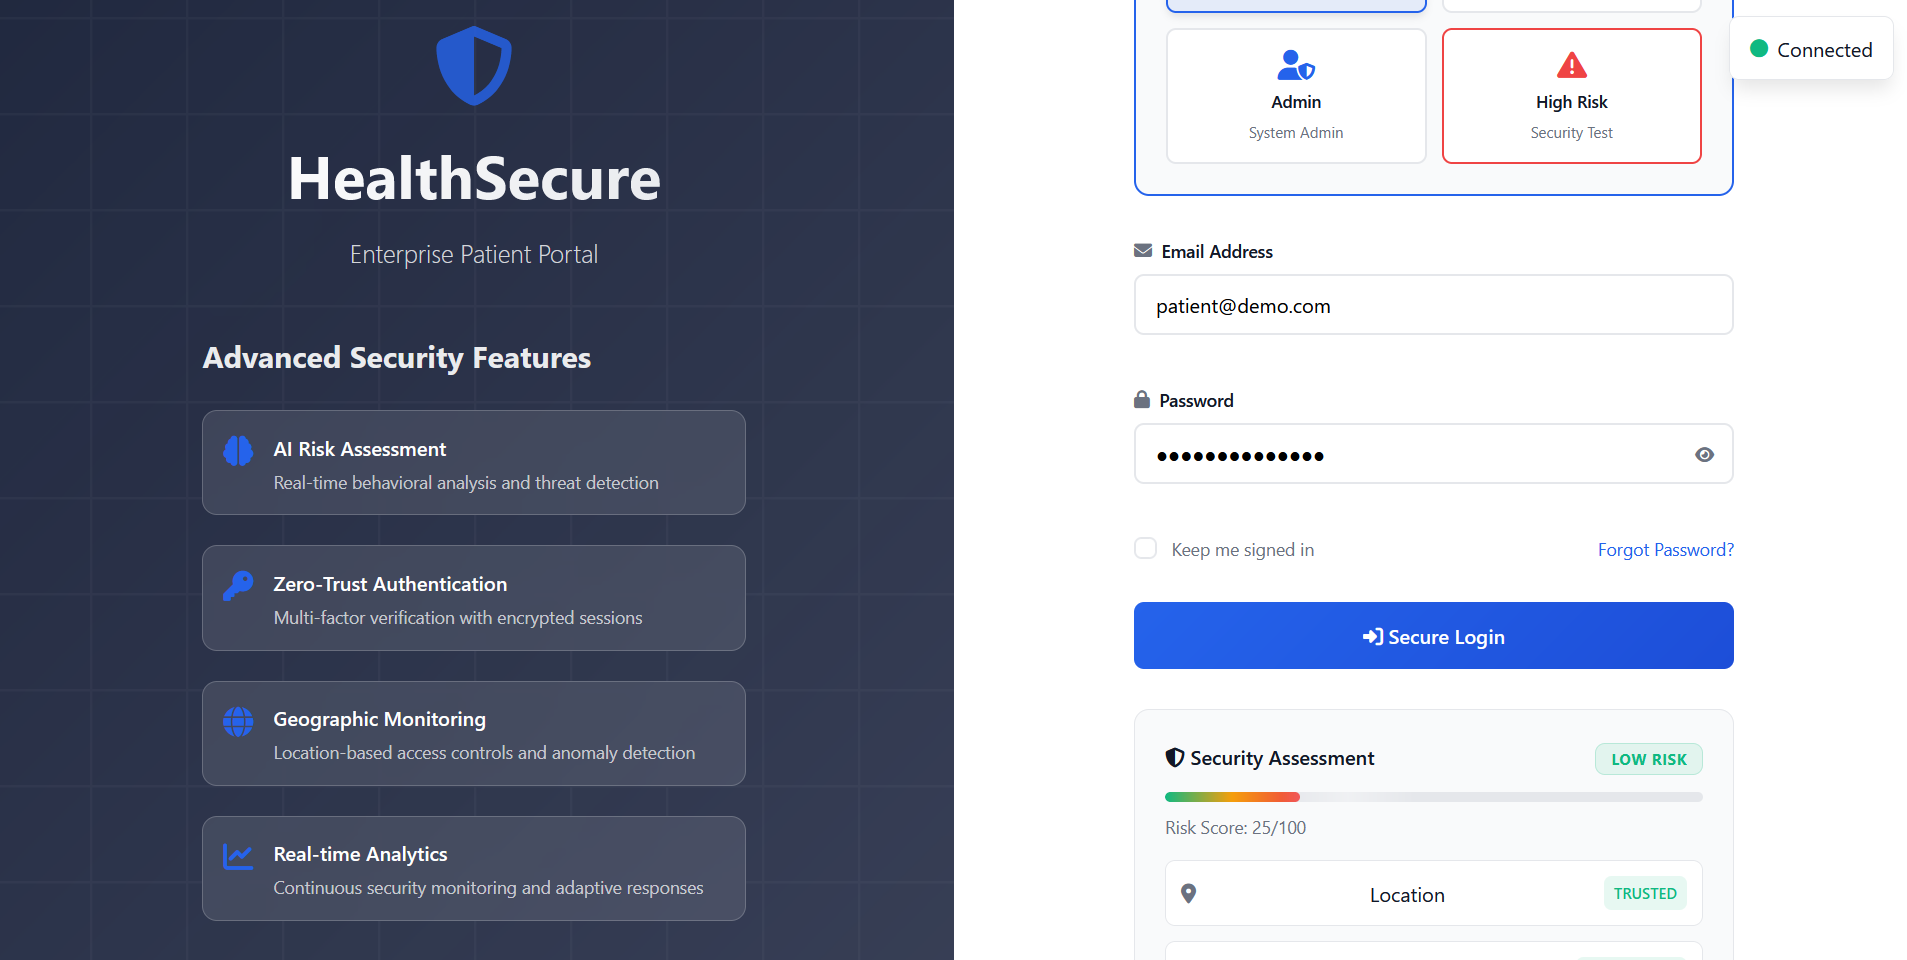 HealthSecure
Enterprise Patient Portal
Advanced Security Features
AI Risk Assessment
Real-time behavioral analysis and threat detection
Zero-Trust Authentication
Multi-factor verification with encrypted sessions
Geographic Monitoring
Location-based access controls and anomaly detection
Real-time Analytics
Continuous security monitoring and adaptive responses
Connected
Admin
System Admin
High Risk
Security Test
Email Address
patient@demo.com
Password
••••••••••••••
Keep me signed in
Forgot Password?
Secure Login
Security Assessment
LOW RISK
Risk Score: 25/100
Location
TRUSTED